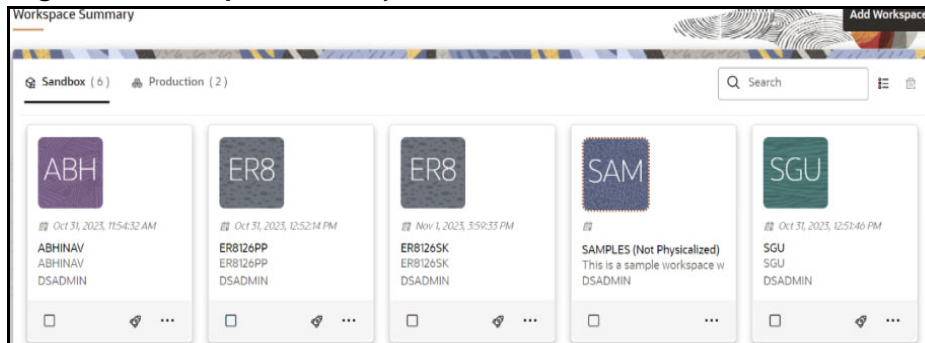 Workspace Summary
Add Workspace
Sandbox ( 6 )
Production ( 2 )
Search
ABH
Oct 31, 2023, 11:54:32 AM
ABHINAV
ABHINAV
DSADMIN
ER8
Oct 31, 2023, 12:52:14 PM
ER8126PP
ER8126PP
DSADMIN
ER8
Nov 1, 2023, 3:59:33 PM
ER8126SK
ER8126SK
DSADMIN
SAM
SAMPLES (Not Physicalized)
This is a sample workspace w
DSADMIN
SGU
Oct 31, 2023, 12:51:46 PM
SGU
SGU
DSADMIN